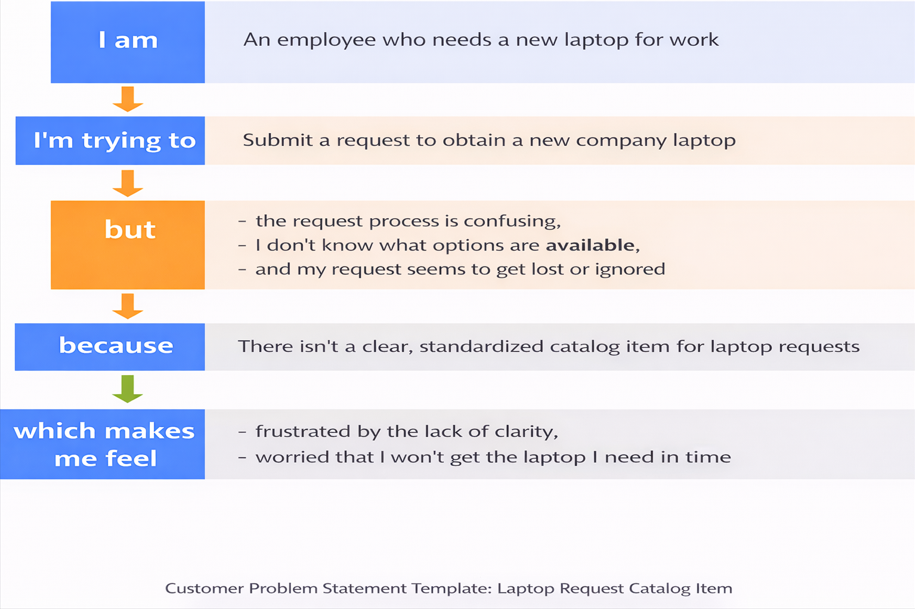 I am
An employee who needs a new laptop for work
I'm trying to
Submit a request to obtain a new company laptop
but
- the request process is confusing,
- I don't know what options are available,
- and my request seems to get lost or ignored
because
There isn't a clear, standardized catalog item for laptop requests
which makes
me feel
- frustrated by the lack of clarity,
- worried that I won't get the laptop I need in time
Customer Problem Statement Template: Laptop Request Catalog Item